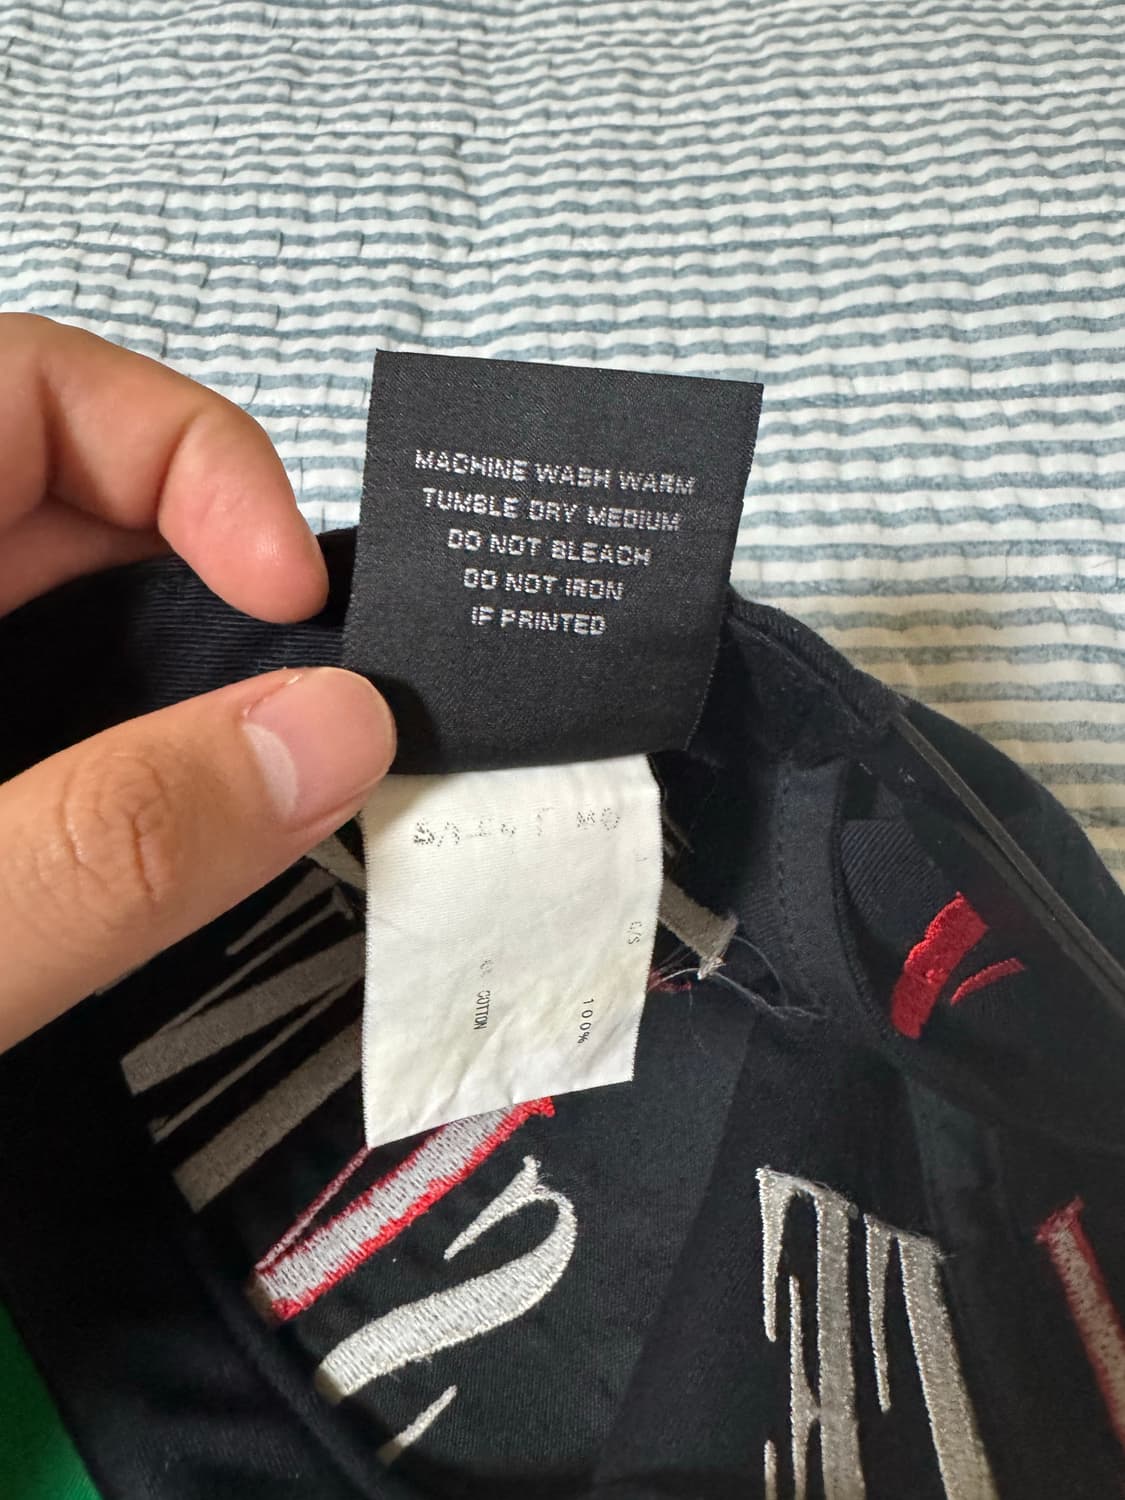 MACHINE WASH WARM
TUMBLE DRY MEDIUM
DO NOT BLEACH
DO NOT IRON
IF PRINTED
O/S
100%
COTTON